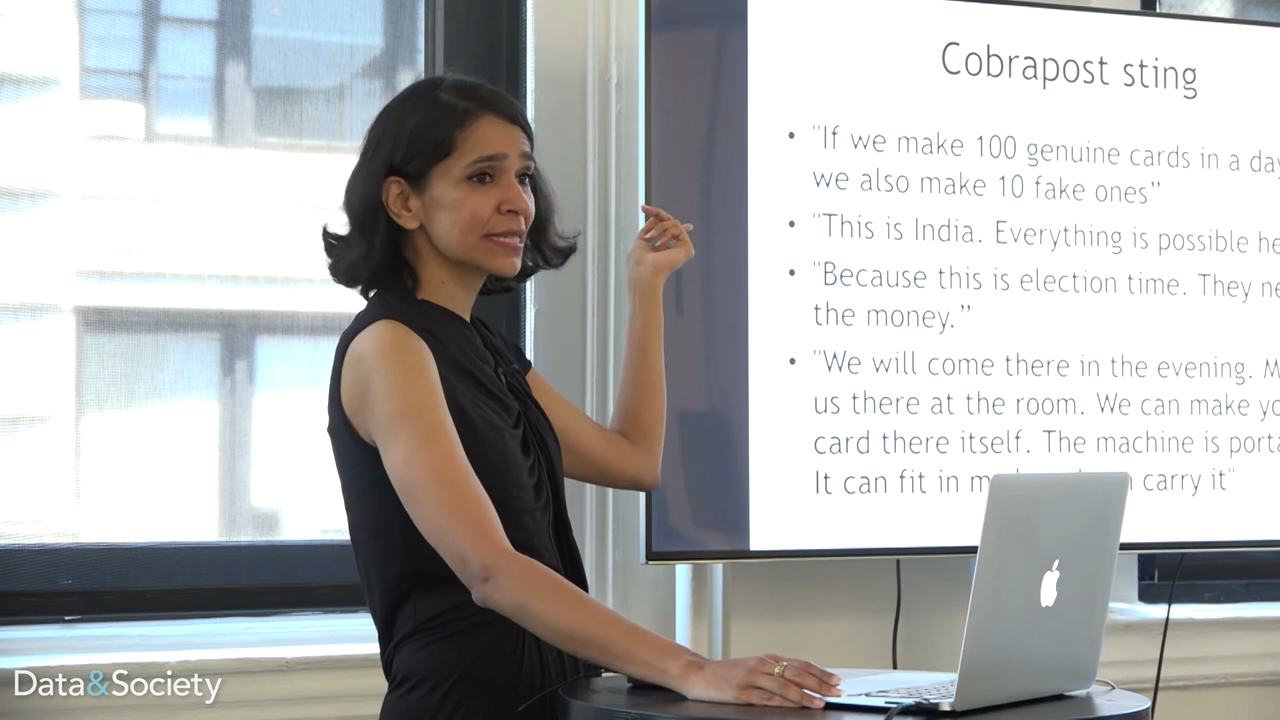 Cobrapost sting
• "If we make 100 genuine cards in a day
we also make 10 fake ones”
• "This is India. Everything is possible he
• "Because this is election time. They ne
the money.”
• "We will come there in the evening. M
us there at the room. We can make yo
card there itself. The machine is porta
It can fit in m carry it"
Data&Society